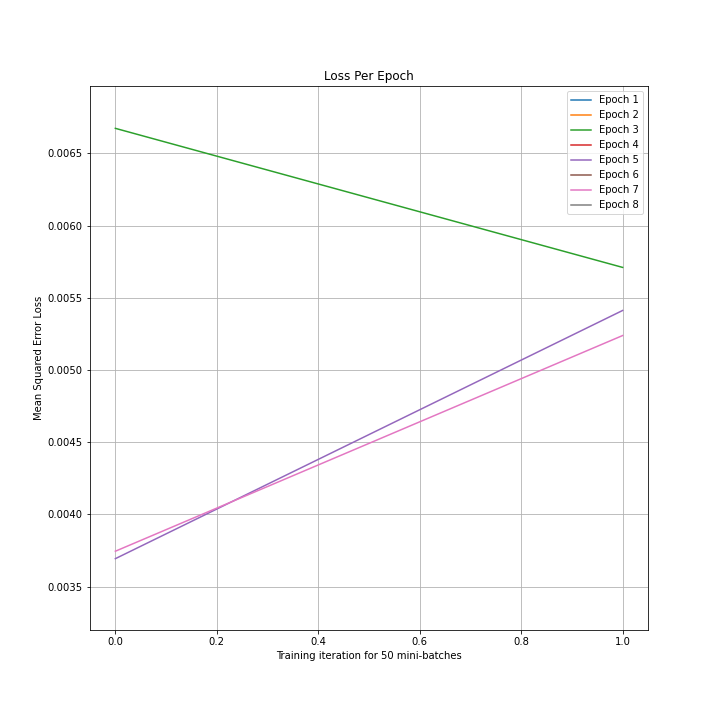 Loss Per Epoch
Epoch 1
Epoch 2
Epoch 3
Epoch 4
Epoch 5
Epoch 6
Epoch 7
Epoch 8
Mean Squared Error Loss
0.0065
0.0060
0.0055
0.0050
0.0045
0.0040
0.0035
0.0 0.2 0.4 0.6 0.8 1.0
Training iteration for 50 mini-batches